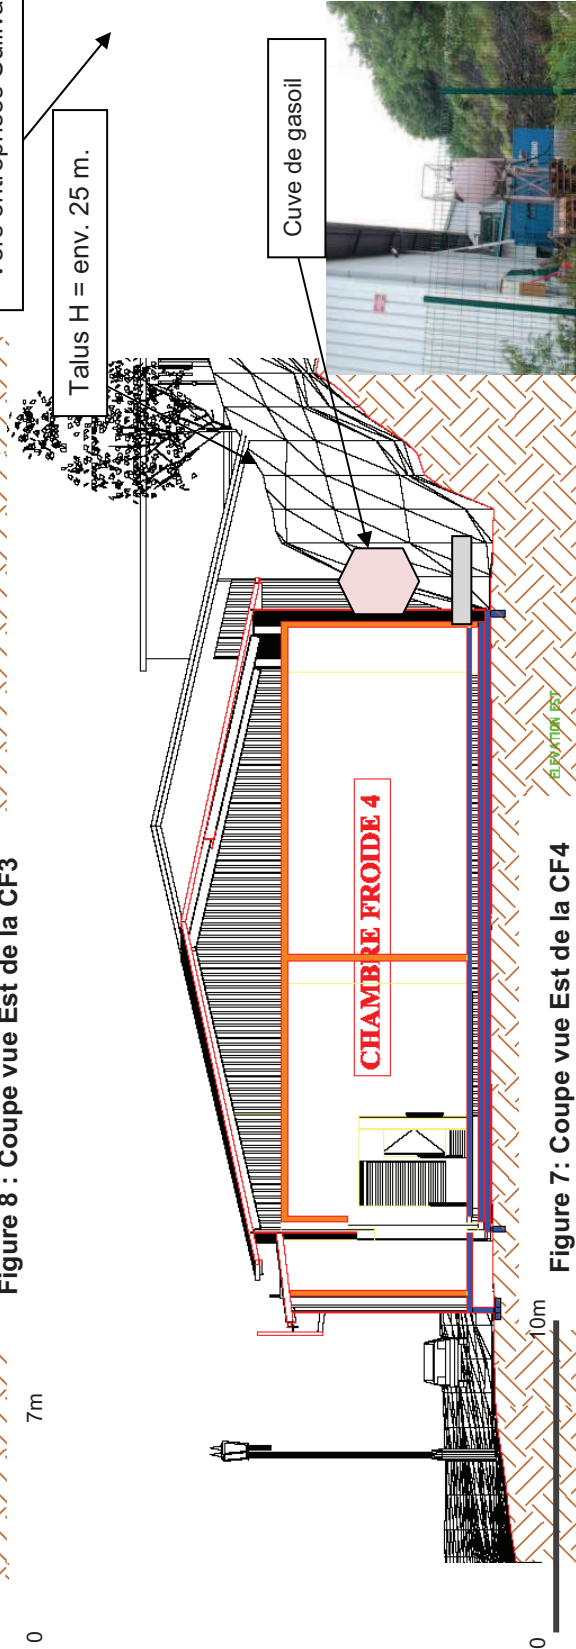 Talus H = env. 25 m.
Cuve de gasoil
Figure 8 : Coupe vue Est de la CF3
0
7m
CHAMBRE FROIDE 4
ELEVATION EST
0
10m
Figure 7: Coupe vue Est de la CF4